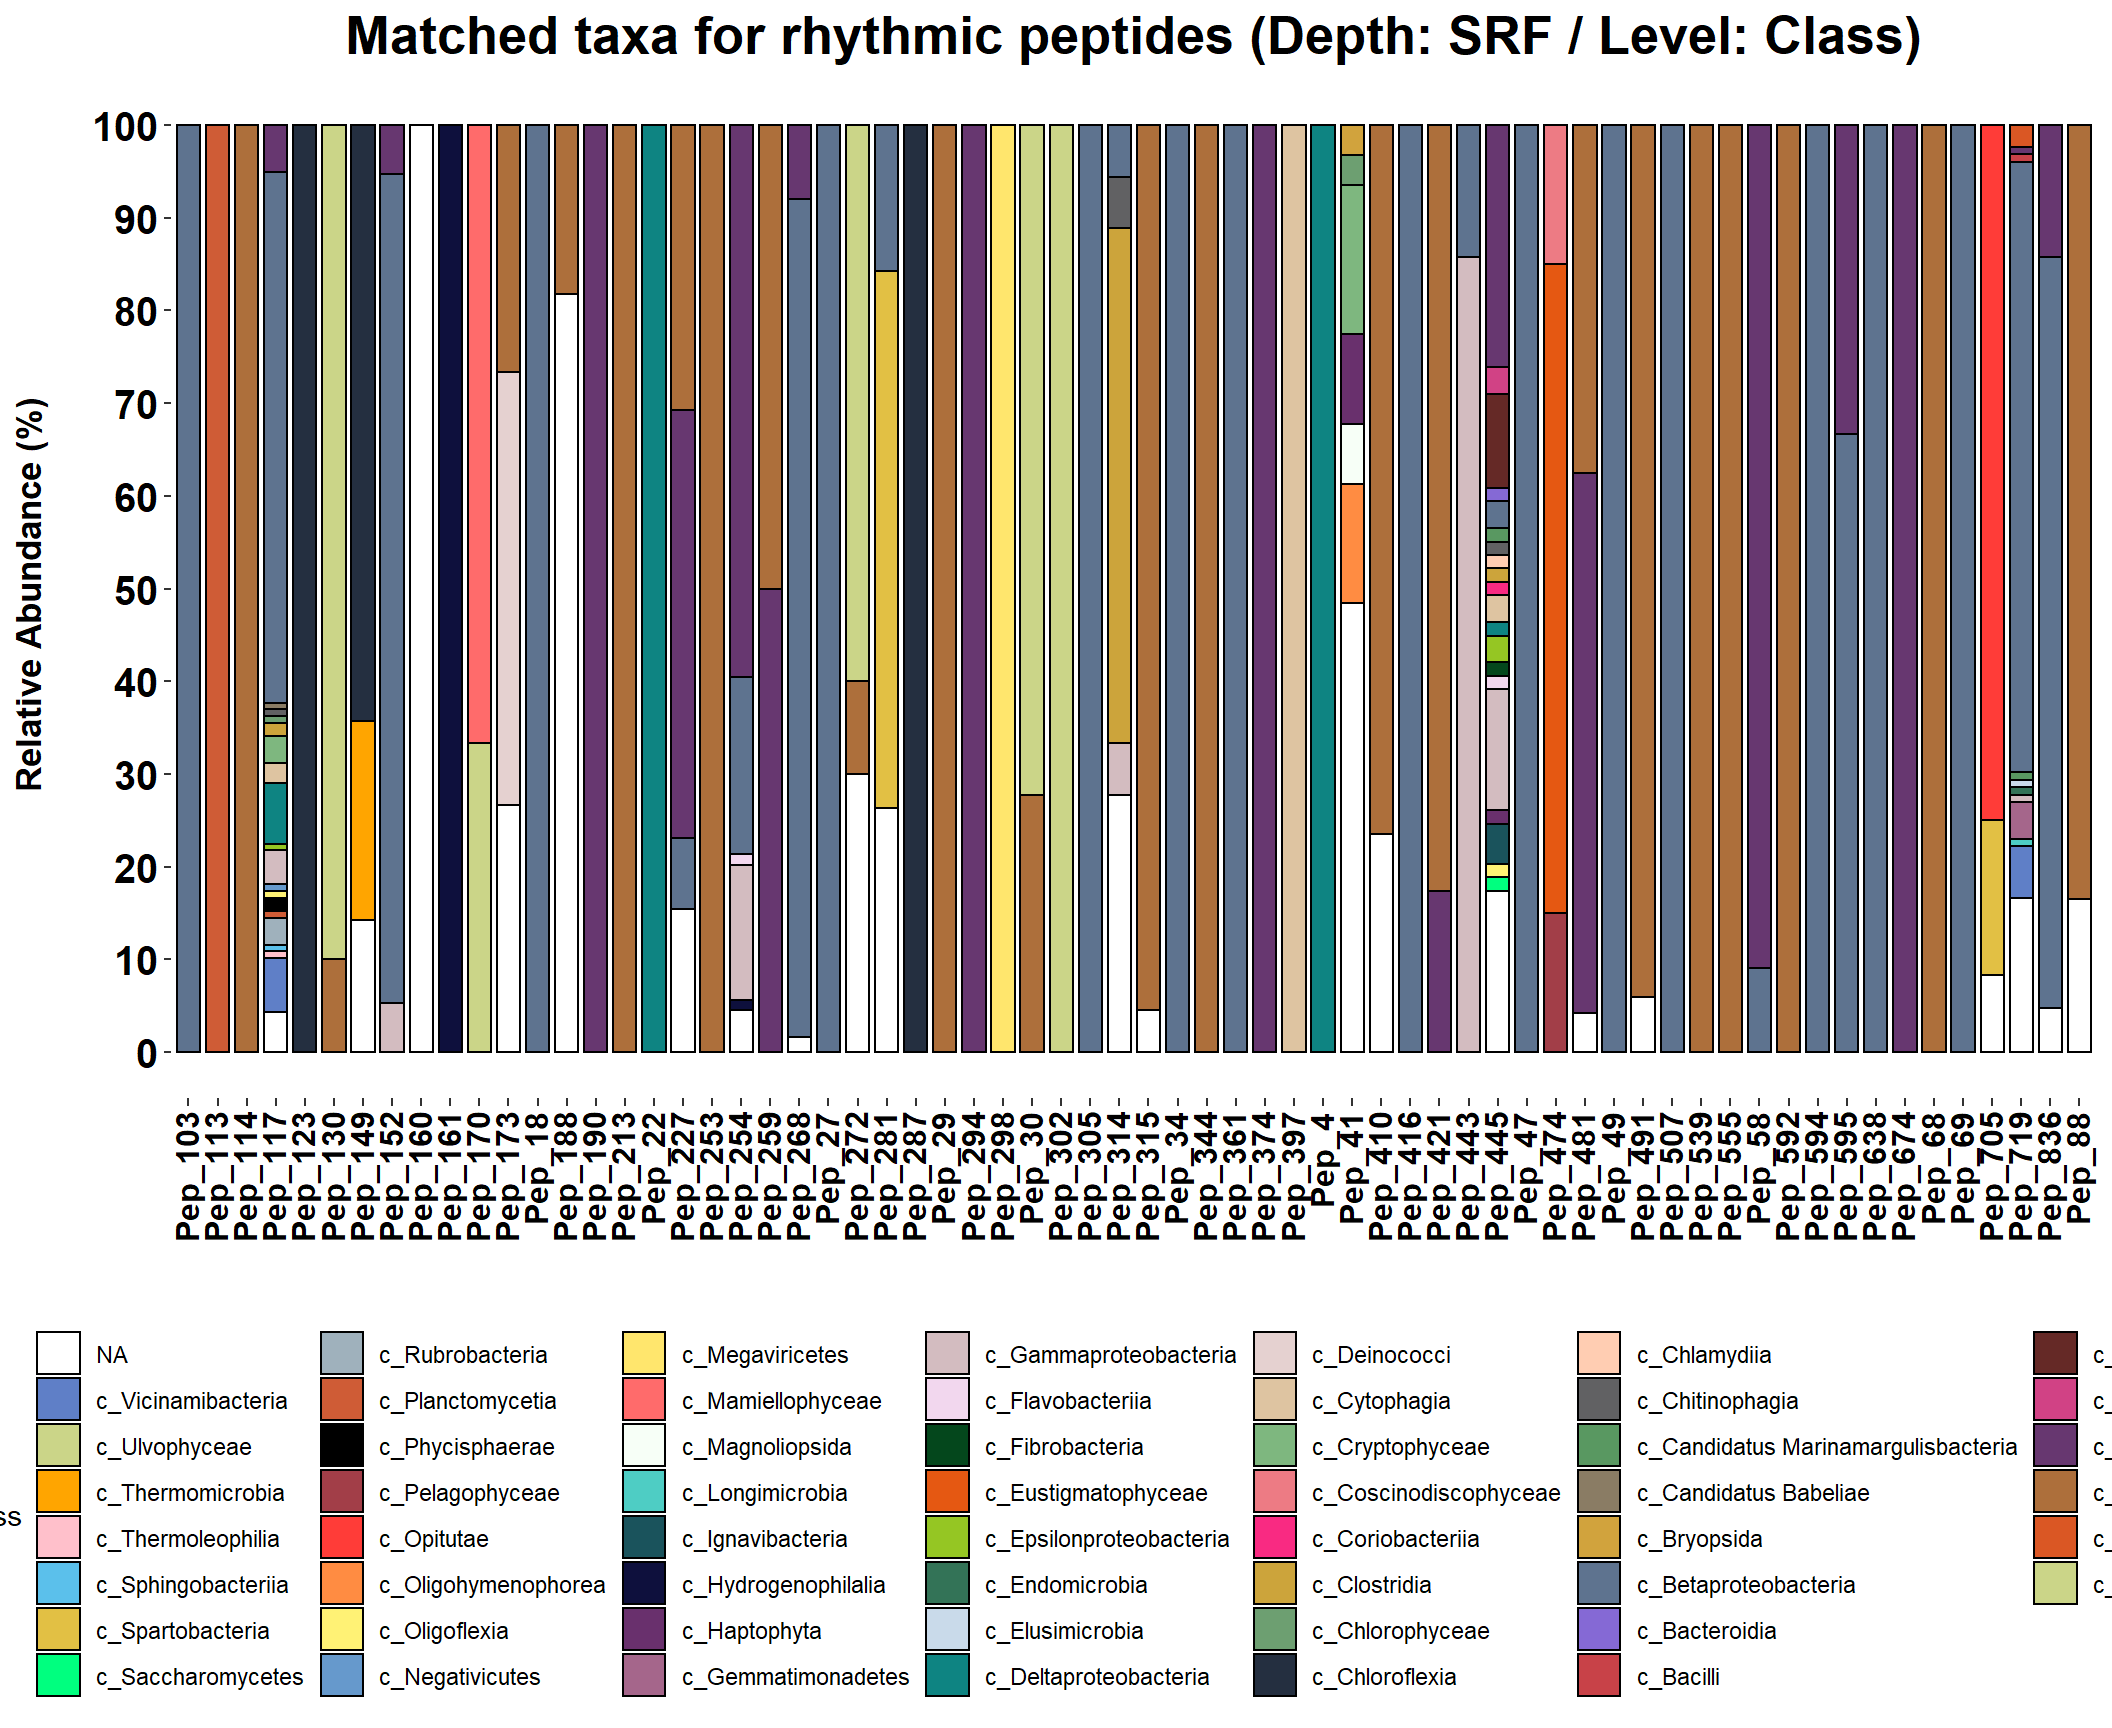 Matched taxa for rhythmic peptides (Depth: SRF / Level: Class)
Relative Abundance (%)
100
90
80
70
60
50
40
30
20
10
0
Pep_103
Pep_113
Pep_114
Pep_117
Pep_123
Pep_130
Pep_149
Pep_152
Pep_160
Pep_161
Pep_170
Pep_173
Pep_18
Pep_188
Pep_190
Pep_213
Pep_22
Pep_227
Pep_253
Pep_254
Pep_259
Pep_268
Pep_27
Pep_272
Pep_281
Pep_287
Pep_29
Pep_294
Pep_298
Pep_30
Pep_302
Pep_305
Pep_314
Pep_315
Pep_34
Pep_344
Pep_361
Pep_374
Pep_397
Pep_4
Pep_41
Pep_410
Pep_416
Pep_421
Pep_443
Pep_445
Pep_47
Pep_474
Pep_481
Pep_49
Pep_491
Pep_507
Pep_539
Pep_555
Pep_58
Pep_592
Pep_594
Pep_595
Pep_638
Pep_674
Pep_68
Pep_69
Pep_705
Pep_719
Pep_836
Pep_88
ss
NA
c_Vicinamibacteria
c_Ulvophyceae
c_Thermomicrobia
c_Thermoleophilia
c_Sphingobacteriia
c_Spartobacteria
c_Saccharomycetes
c_Rubrobacteria
c_Planctomycetia
c_Phycisphaerae
c_Pelagophyceae
c_Opitutae
c_Oligohymenophorea
c_Oligoflexia
c_Negativicutes
c_Megaviricetes
c_Mamiellophyceae
c_Magnoliopsida
c_Longimicrobia
c_Ignavibacteria
c_Hydrogenophilalia
c_Haptophyta
c_Gemmatimonadetes
c_Gammaproteobacteria
c_Flavobacteriia
c_Fibrobacteria
c_Eustigmatophyceae
c_Epsilonproteobacteria
c_Endomicrobia
c_Elusimicrobia
c_Deltaproteobacteria
c_Deinococci
c_Cytophagia
c_Cryptophyceae
c_Coscinodiscophyceae
c_Coriobacteriia
c_Clostridia
c_Chlorophyceae
c_Chloroflexia
c_Chlamydiia
c_Chitinophagia
c_Candidatus Marinamargulisbacteria
c_Candidatus Babeliae
c_Bryopsida
c_Betaproteobacteria
c_Bacteroidia
c_Bacilli
c_
c_
c_
c_
c_
c_